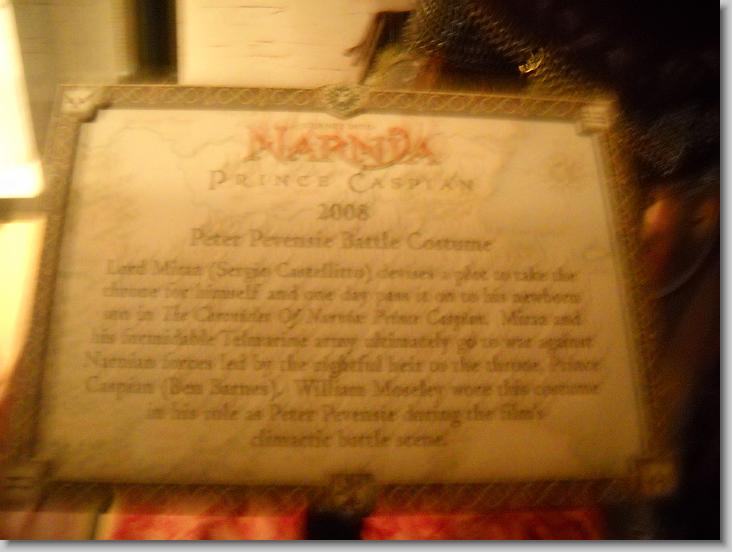 NARNIA
PRINCE CASPIAN
2008
Peter Pevensie Battle Costume
Lord Miraz (Sergio Castellitto) devises a plot to take the
throne for himself and one day pass it on to his newborn
son in The Chronicles Of Narnia: Prince Caspian. Miraz and
his formidable Telmarine army ultimately go to war against
Narnian forces led by the rightful heir to the throne, Prince
Caspian (Ben Barnes). William Moseley wore this costume
in his role as Peter Pevensie during the film's
climactic battle scene.